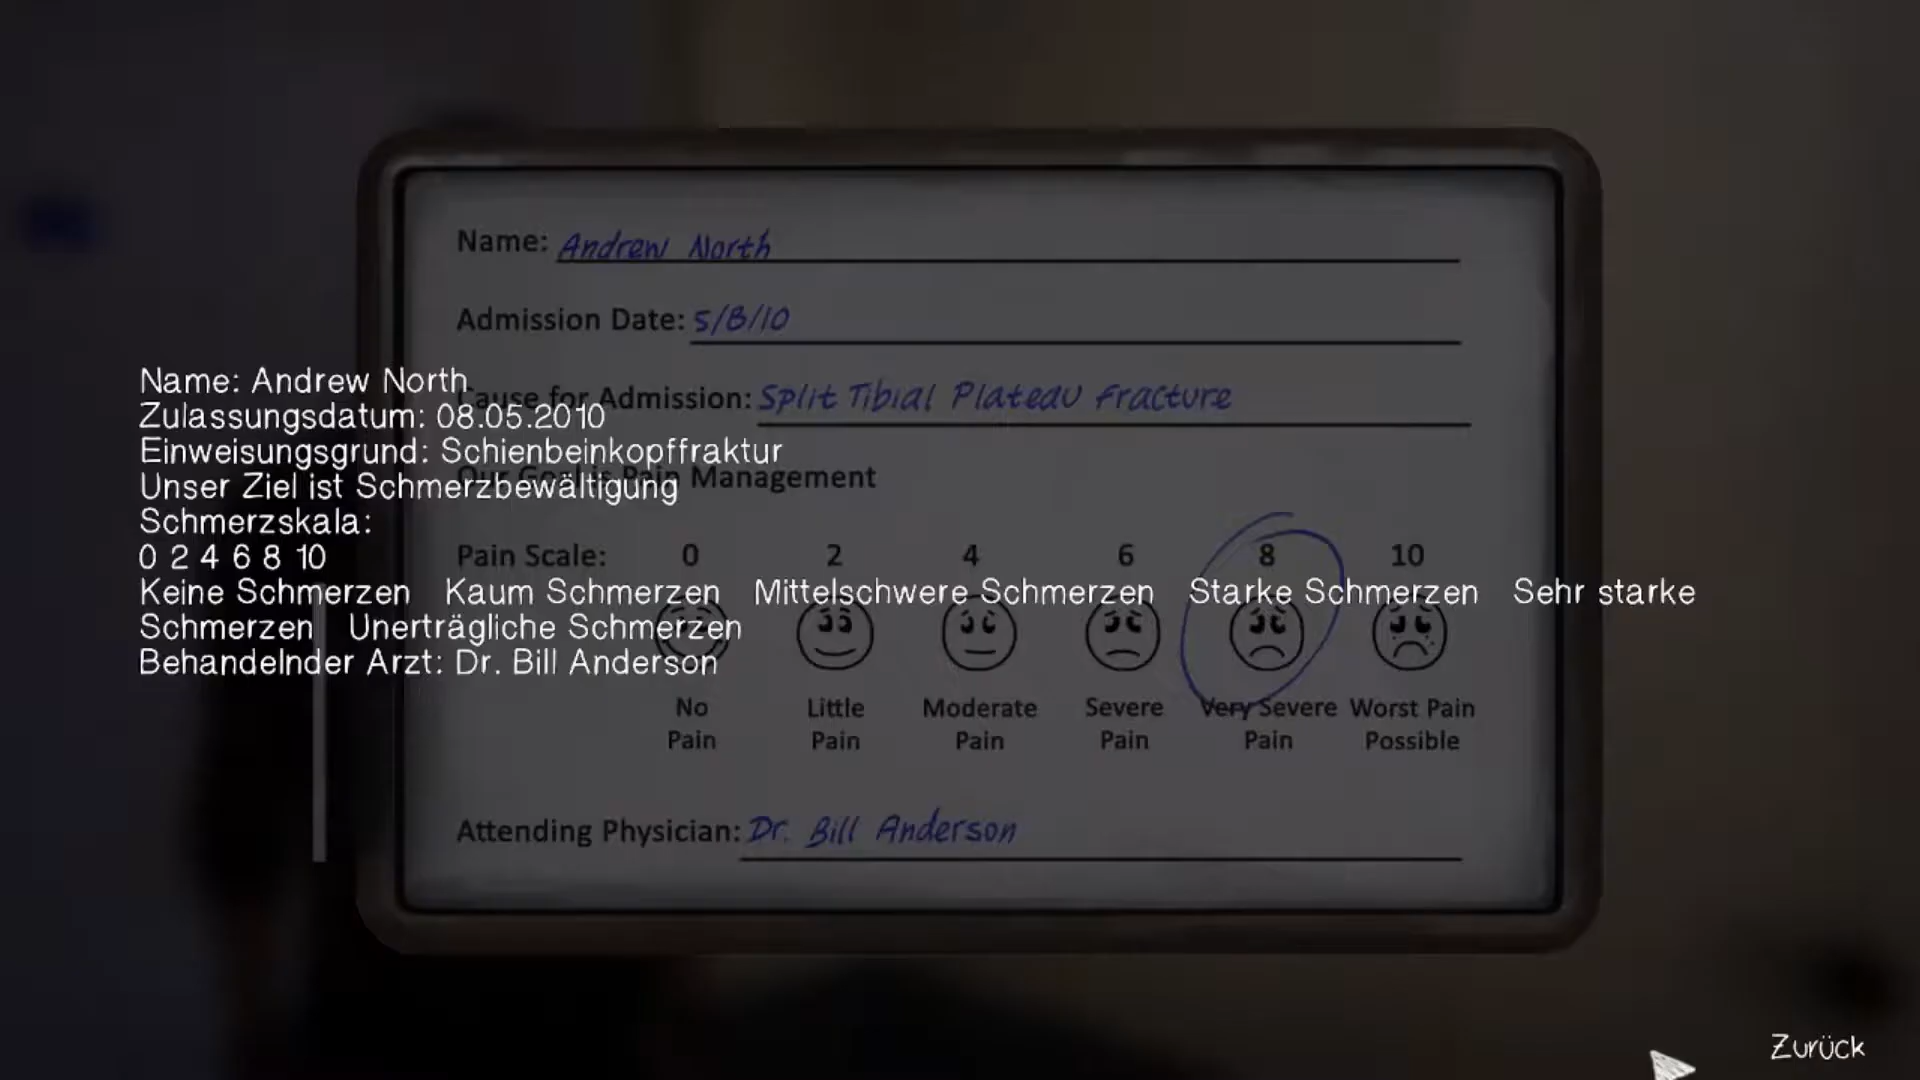 Name: Andrew North
Admission Date: 5/8/10
Cause for Admission: Split Tibial Plateau Fracture
Our Goal is Pain Management
Pain Scale: 0 2 4 6 8 10
No Pain
Little Pain
Moderate Pain
Severe Pain
Very Severe Pain
Worst Pain Possible
Attending Physician: Dr. Bill Anderson
Name: Andrew North
Zulassungsdatum: 08.05.2010
Einweisungsgrund: Schienbeinkopffraktur
Unser Ziel ist Schmerzbewältigung
Schmerzskala:
0 2 4 6 8 10
Keine Schmerzen Kaum Schmerzen Mittelschwere Schmerzen Starke Schmerzen Sehr starke
Schmerzen Unerträgliche Schmerzen
Behandelnder Arzt: Dr. Bill Anderson
Zurück